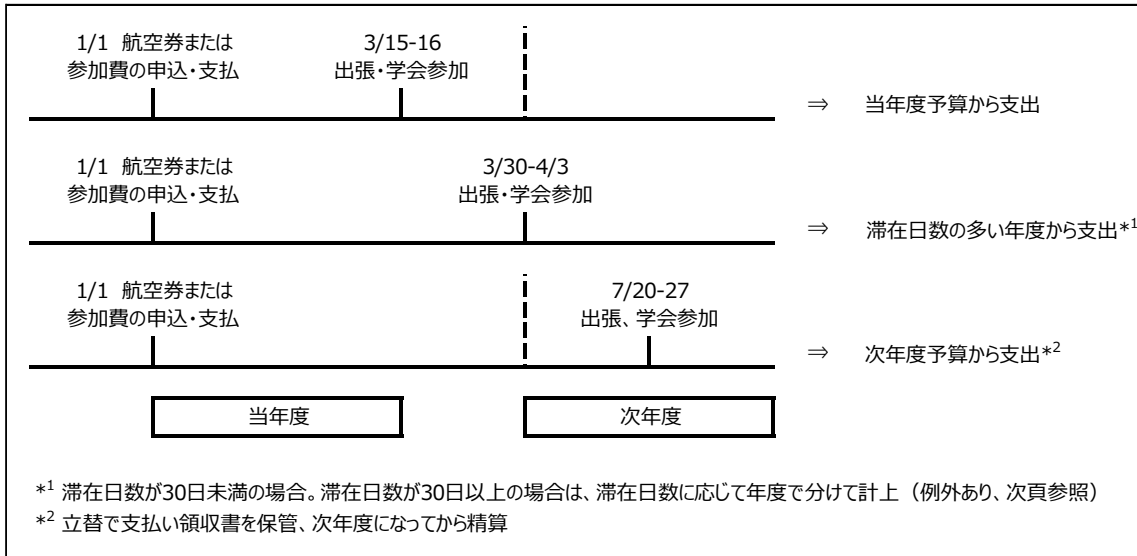 1/1 航空券または
参加費の申込・支払
3/15-16
出張・学会参加
⇒ 当年度予算から支出
1/1 航空券または
参加費の申込・支払
3/30-4/3
出張・学会参加
⇒ 滞在日数の多い年度から支出*1
1/1 航空券または
参加費の申込・支払
7/20-27
出張、学会参加
⇒ 次年度予算から支出*2
当年度
次年度
*1 滞在日数が30日未満の場合。滞在日数が30日以上の場合は、滞在日数に応じて年度で分けて計上（例外あり、次頁参照）
*2 立替で支払い領収書を保管、次年度になってから精算